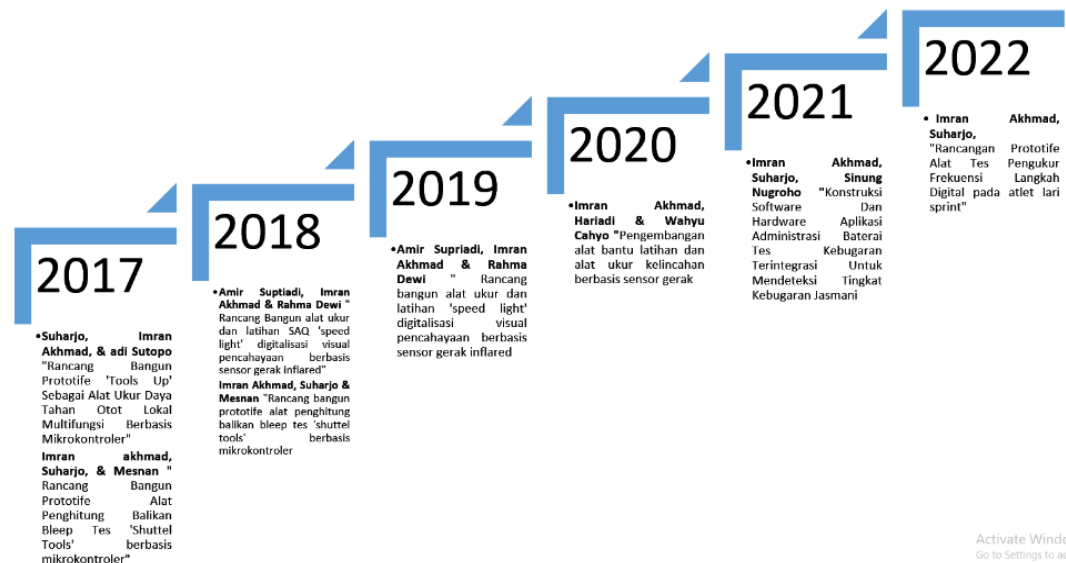 2017
•Suharjo, Imran
Akhmad, & adi Sutopo
"Rancang Bangun
Prototife 'Tools Up'
Sebagai Alat Ukur Daya
Tahan Otot Lokal
Multifungsi Berbasis
Mikrokontroler"
Imran akhmad,
Suharjo, & Mesnan "
Rancang Bangun
Prototife Alat
Penghitung Balikan
Bleep Tes 'Shuttel
Tools' berbasis
mikrokontroler"
2018
•Amir Suptiadi, Imran
Akhmad & Rahma Dewi "
Rancang Bangun alat ukur
dan latihan SAQ 'speed
light' digitalisasi visual
pencahayaan berbasis
sensor gerak inflared"
Imran Akhmad, Suharjo &
Mesnan "Rancang bangun
prototife alat penghitung
balikan bleep tes 'shuttel
tools' berbasis
mikrokontroler
2019
•Amir Supriadi, Imran
Akhmad & Rahma
Dewi " Rancang
bangun alat ukur dan
latihan 'speed light'
digitalisasi visual
pencahayaan berbasis
sensor gerak inflared
2020
•Imran Akhmad,
Hariadi & Wahyu
Cahyo "Pengembangan
alat bantu latihan dan
alat ukur kelincahan
berbasis sensor gerak
2021
•Imran Akhmad,
Suharjo, Sinung
Nugroho "Konstruksi
Software Dan
Hardware Aplikasi
Administrasi Baterai
Tes Kebugaran
Terintegrasi Untuk
Mendeteksi Tingkat
Kebugaran Jasmani
2022
• Imran Akhmad,
Suharjo,
"Rancangan Prototife
Alat Tes Pengukur
Frekuensi Langkah
Digital pada atlet lari
sprint"
Activate Windo
Go to Settings to a